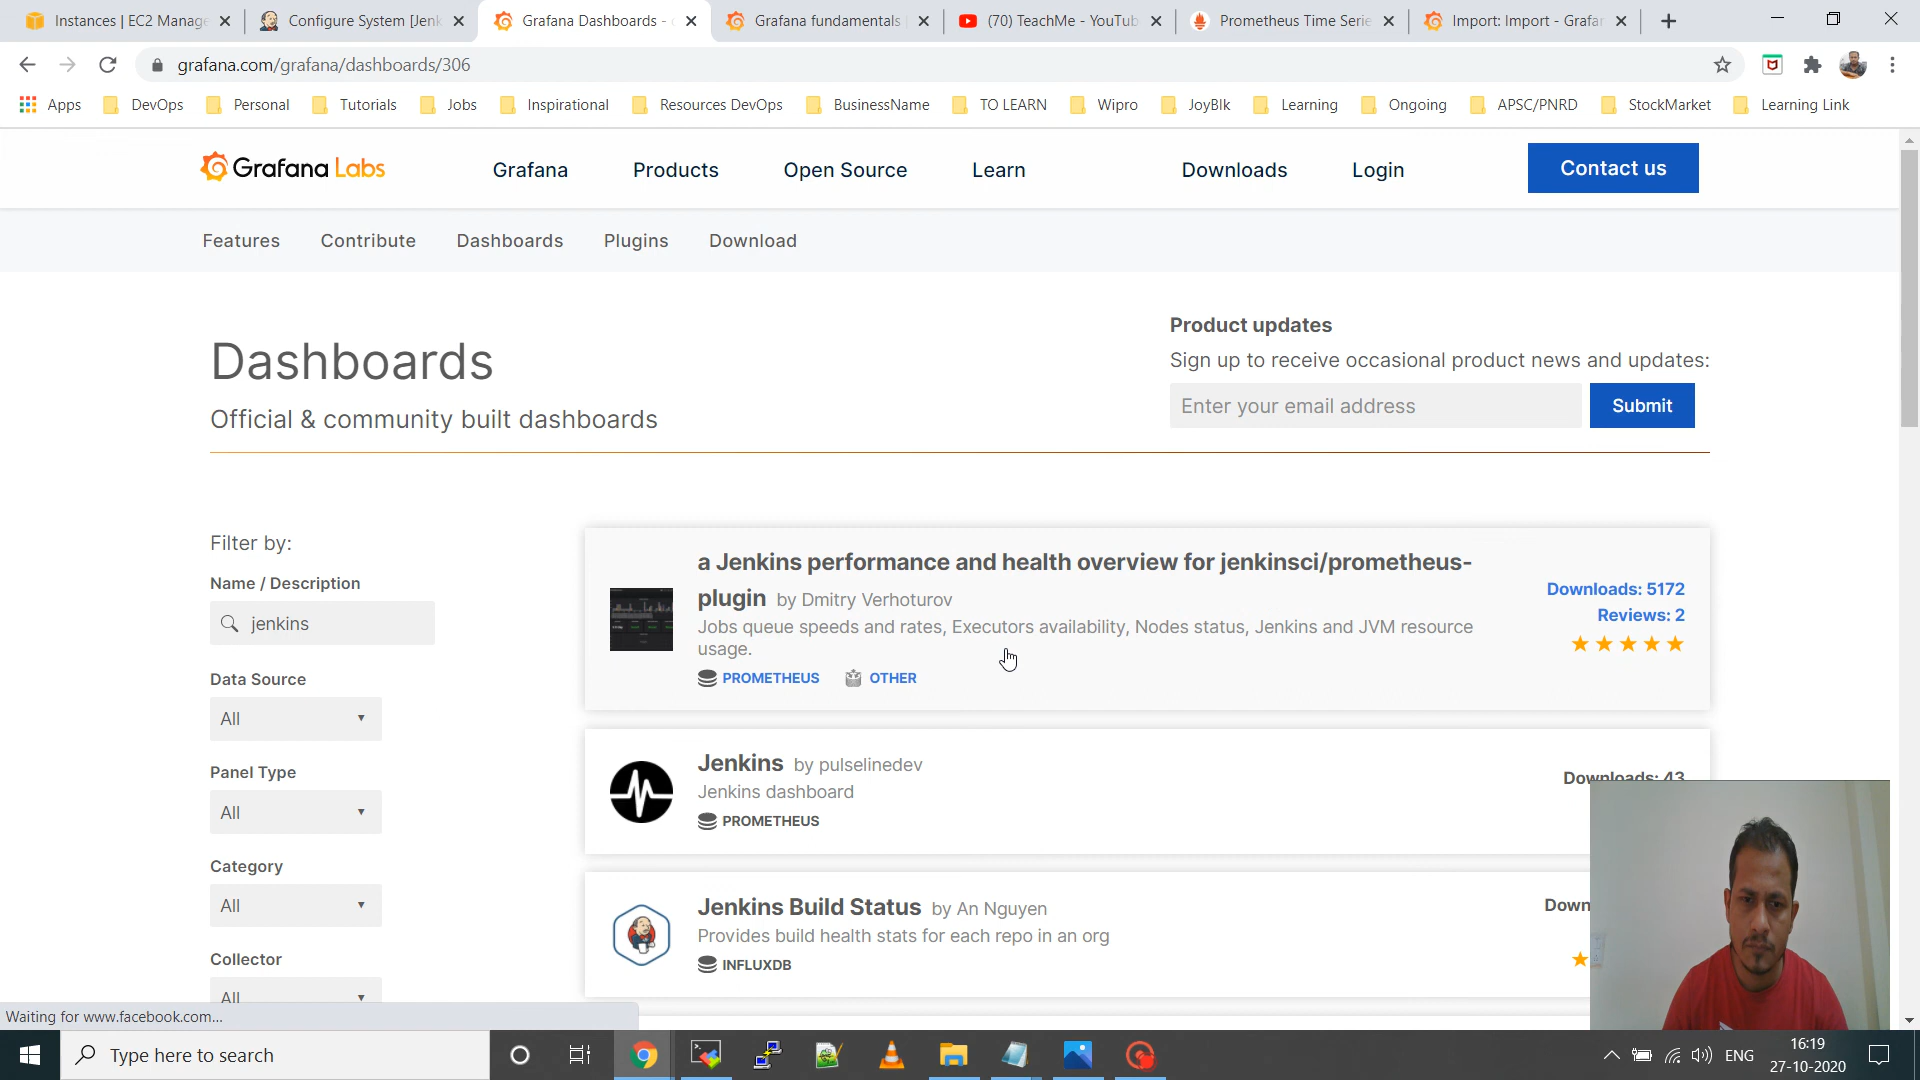 Instances | EC2 Manage
Configure System [Jenk
Grafana Dashboards -
Grafana fundamentals
(70) TeachMe - YouTub
Prometheus Time Serie
Import: Import - Grafan
grafana.com/grafana/dashboards/306
Apps
DevOps
Personal
Tutorials
Jobs
Inspirational
Resources DevOps
BusinessName
TO LEARN
Wipro
JoyBlk
Learning
Ongoing
APSC/PNRD
StockMarket
Learning Link
Grafana Labs
Grafana
Products
Open Source
Learn
Downloads
Login
Contact us
Features
Contribute
Dashboards
Plugins
Download
Dashboards
Official & community built dashboards
Product updates
Sign up to receive occasional product news and updates:
Enter your email address
Submit
Filter by:
Name / Description
jenkins
Data Source
All
Panel Type
All
Category
All
Collector
All
a Jenkins performance and health overview for jenkinsci/prometheus-
plugin by Dmitry Verhoturov
Jobs queue speeds and rates, Executors availability, Nodes status, Jenkins and JVM resource
usage.
PROMETHEUS
OTHER
Downloads: 5172
Reviews: 2
Jenkins by pulselinedev
Jenkins dashboard
PROMETHEUS
Downloads: 43
Jenkins Build Status by An Nguyen
Provides build health stats for each repo in an org
INFLUXDB
Down
Waiting for www.facebook.com...
Type here to search
ENG
16:19
27-10-2020